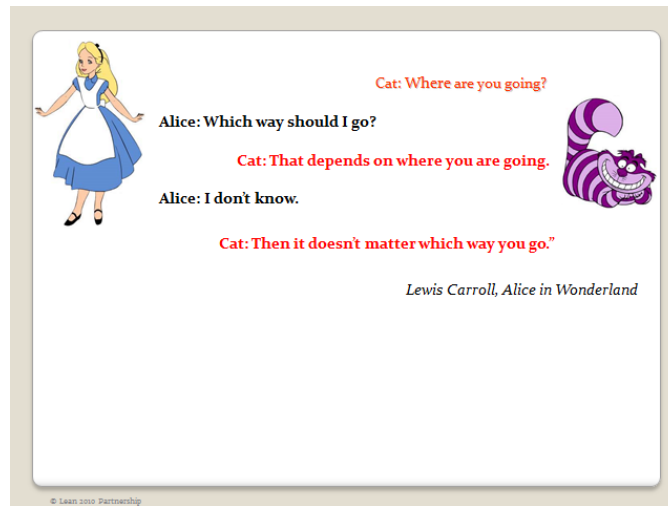 Cat: Where are you going?
Alice: Which way should I go?
Cat: That depends on where you are going.
Alice: I don't know.
Cat: Then it doesn't matter which way you go."
Lewis Carroll, Alice in Wonderland
© Lean 2010 Partnership